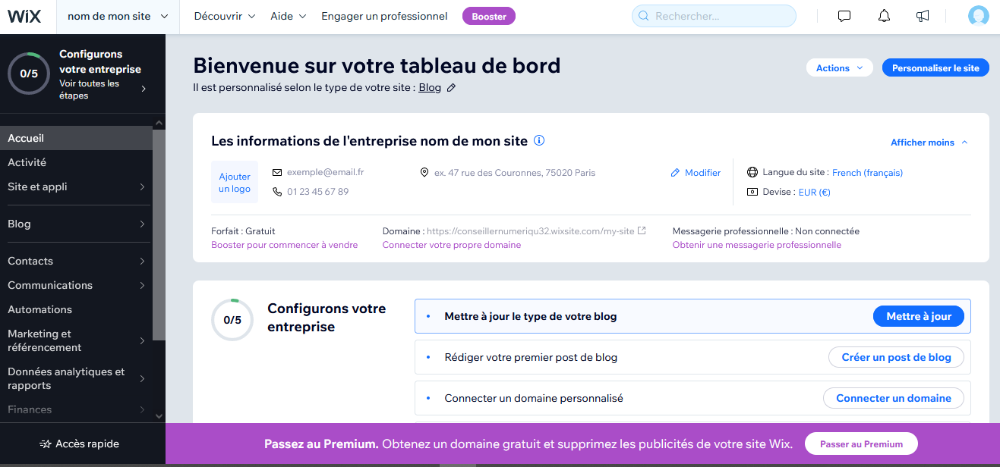 WiX
nom de mon site
Découvrir
Aide
Engager un professionnel
Booster
Rechercher...
0/5
Configurons
votre entreprise
Voir toutes les
étapes
Accueil
Activité
Site et appli
Blog
Contacts
Communications
Automations
Marketing et
référencement
Données analytiques et
rapports
Finances
Accès rapide
Bienvenue sur votre tableau de bord
Il est personnalisé selon le type de votre site : Blog
Actions
Personnaliser le site
Les informations de l'entreprise nom de mon site
Afficher moins
Ajouter
un logo
exemple@email.fr
01 23 45 67 89
ex. 47 rue des Couronnes, 75020 Paris
Modifier
Langue du site : French (français)
Devise : EUR (€)
Forfait : Gratuit
Booster pour commencer à vendre
Domaine : https://conseillernumeriqu32.wixsite.com/my-site
Connecter votre propre domaine
Messagerie professionnelle : Non connectée
Obtenir une messagerie professionnelle
0/5
Configurons votre
entreprise
Mettre à jour le type de votre blog
Mettre à jour
Rédiger votre premier post de blog
Créer un post de blog
Connecter un domaine personnalisé
Connecter un domaine
Passez au Premium. Obtenez un domaine gratuit et supprimez les publicités de votre site Wix.
Passer au Premium